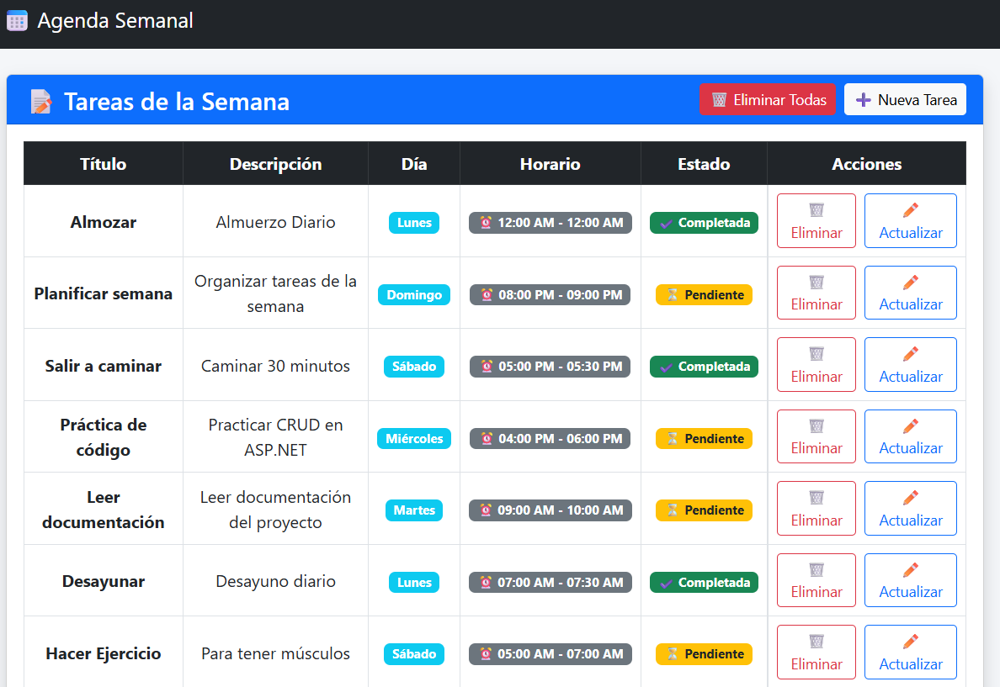 Agenda Semanal
Tareas de la Semana
Eliminar Todas
Nueva Tarea
Título Descripción Día Horario Estado Acciones
Almozar Almuerzo Diario Lunes 12:00 AM - 12:00 AM Completada Eliminar Actualizar
Planificar semana Organizar tareas de la
semana Domingo 08:00 PM - 09:00 PM Pendiente Eliminar Actualizar
Salir a caminar Caminar 30 minutos Sábado 05:00 PM - 05:30 PM Completada Eliminar Actualizar
Práctica de
código Practicar CRUD en
ASP.NET Miércoles 04:00 PM - 06:00 PM Pendiente Eliminar Actualizar
Leer
documentación Leer documentación
del proyecto Martes 09:00 AM - 10:00 AM Pendiente Eliminar Actualizar
Desayunar Desayuno diario Lunes 07:00 AM - 07:30 AM Completada Eliminar Actualizar
Hacer Ejercicio Para tener músculos Sábado 05:00 AM - 07:00 AM Pendiente Eliminar Actualizar